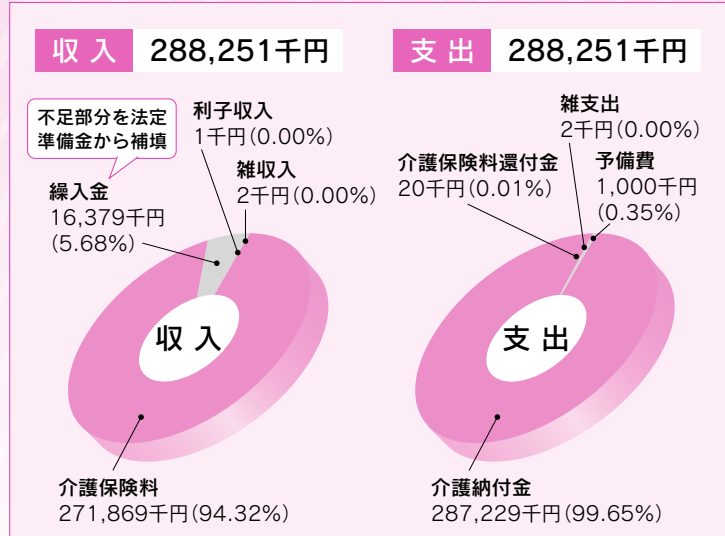 収 入 288,251千円
不足部分を法定
準備金から補填
利子収入
1千円(0.00%)
雑収入
2千円(0.00%)
繰入金
16,379千円
(5.68%)
収 入
介護保険料
271,869千円(94.32%)
支 出 288,251千円
雑支出
2千円(0.00%)
介護保険料還付金
20千円(0.01%)
予備費
1,000千円
(0.35%)
支 出
介護納付金
287,229千円(99.65%)